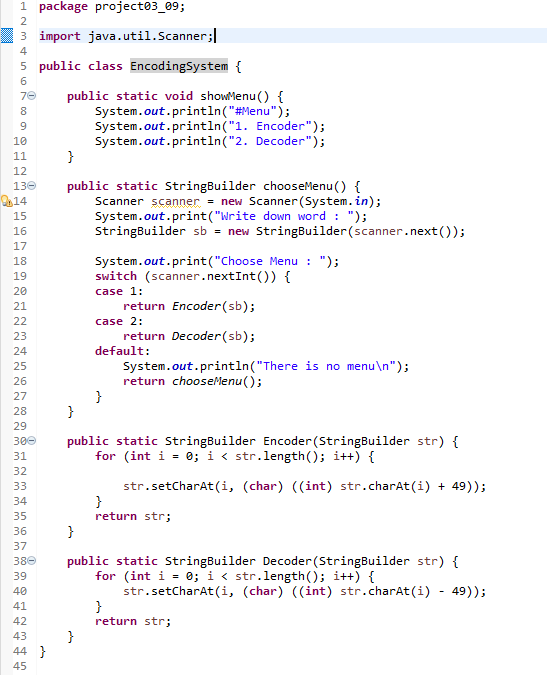 1 package project03_09;
2
3 import java.util.Scanner;
4
5 public class EncodingSystem {
6
7 public static void showMenu() {
8 System.out.println("#Menu");
9 System.out.println("1. Encoder");
10 System.out.println("2. Decoder");
11 }
12
13 public static StringBuilder chooseMenu() {
14 Scanner scanner = new Scanner(System.in);
15 System.out.print("Write down word : ");
16 StringBuilder sb = new StringBuilder(scanner.next());
17
18 System.out.print("Choose Menu : ");
19 switch (scanner.nextInt()) {
20 case 1:
21 return Encoder(sb);
22 case 2:
23 return Decoder(sb);
24 default:
25 System.out.println("There is no menu\n");
26 return chooseMenu();
27 }
28 }
29
30 public static StringBuilder Encoder(StringBuilder str) {
31 for (int i = 0; i < str.length(); i++) {
32
33 str.setCharAt(i, (char) ((int) str.charAt(i) + 49));
34 }
35 return str;
36 }
37
38 public static StringBuilder Decoder(StringBuilder str) {
39 for (int i = 0; i < str.length(); i++) {
40 str.setCharAt(i, (char) ((int) str.charAt(i) - 49));
41 }
42 return str;
43 }
44 }
45